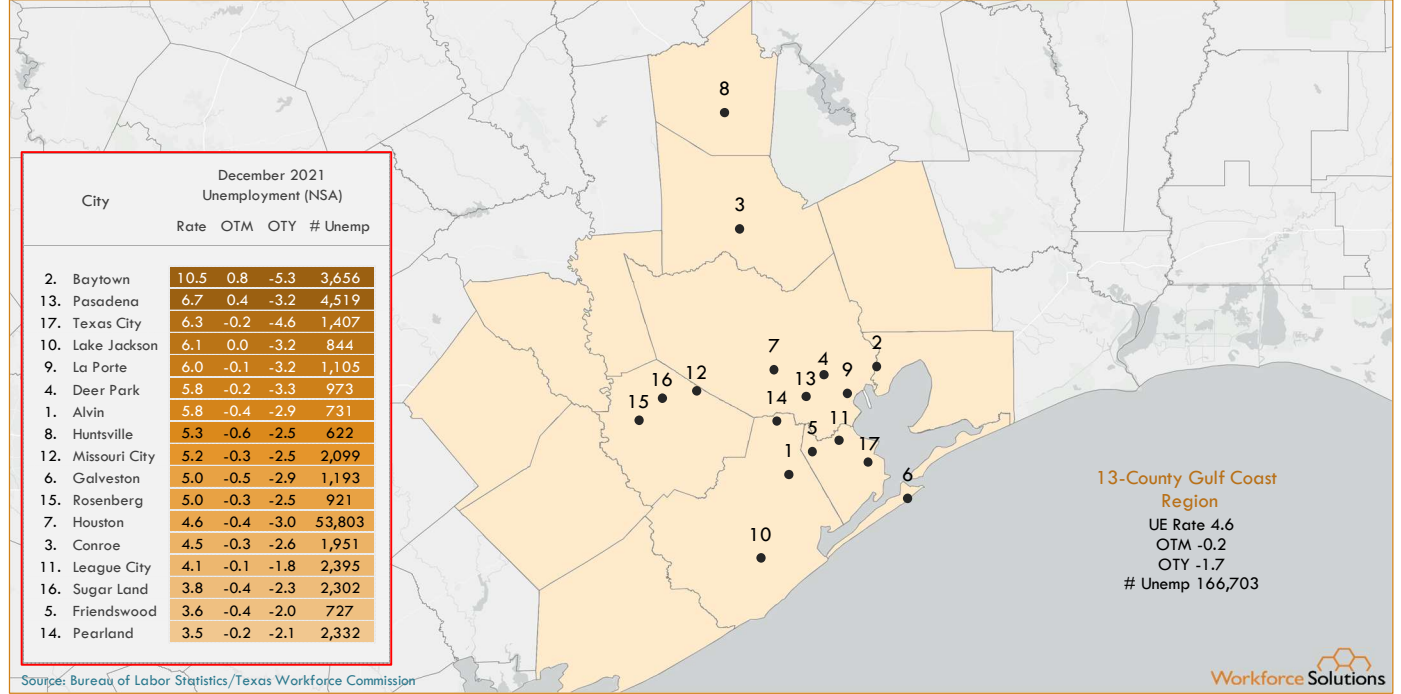 December 2021
Unemployment (NSA)
City
Rate OTM OTY # Unemp
2. Baytown 10.5 0.8 -5.3 3,656
13. Pasadena 6.7 0.4 -3.2 4,519
17. Texas City 6.3 -0.2 -4.6 1,407
10. Lake Jackson 6.1 0.0 -3.2 844
9. La Porte 6.0 -0.1 -3.2 1,105
4. Deer Park 5.8 -0.2 -3.3 973
1. Alvin 5.8 -0.4 -2.9 731
8. Huntsville 5.3 -0.6 -2.5 622
12. Missouri City 5.2 -0.3 -2.5 2,099
6. Galveston 5.0 -0.5 -2.9 1,193
15. Rosenberg 5.0 -0.3 -2.5 921
7. Houston 4.6 -0.4 -3.0 53,803
3. Conroe 4.5 -0.3 -2.6 1,951
11. League City 4.1 -0.1 -1.8 2,395
16. Sugar Land 3.8 -0.4 -2.3 2,302
5. Friendswood 3.6 -0.4 -2.0 727
14. Pearland 3.5 -0.2 -2.1 2,332
Source: Bureau of Labor Statistics/Texas Workforce Commission
8
3
2
7
4
9
16
12
13
15
14
11
5
17
1
6
10
13-County Gulf Coast
Region
UE Rate 4.6
OTM -0.2
OTY -1.7
# Unemp 166,703
Workforce Solutions